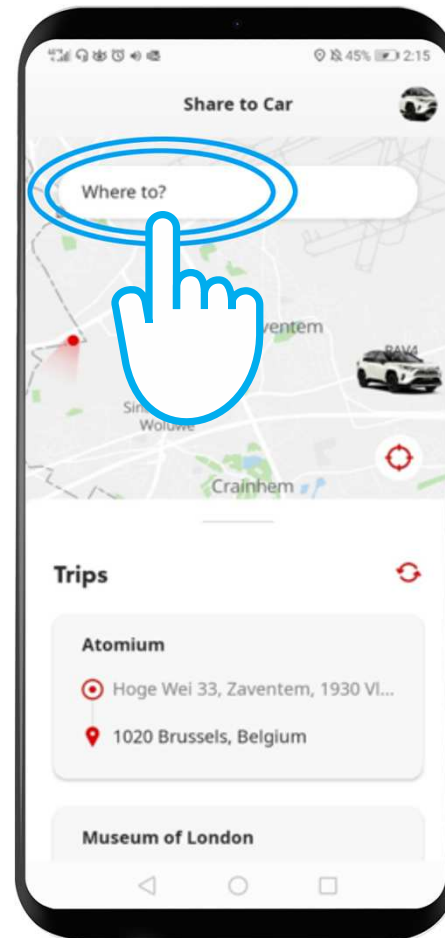 45% 2:15
Share to Car
Where to?
ventem
RAV4
Woluwe
Crainhem
Trips
Atomium
Hoge Wei 33, Zaventem, 1930 Vl...
1020 Brussels, Belgium
Museum of London